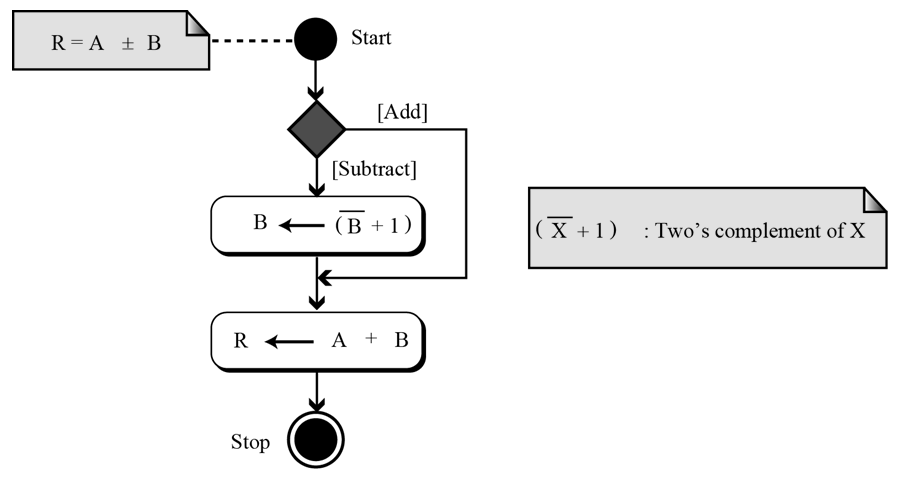 R = A ± B
Start
[Add]
[Subtract]
B ← (B̅ + 1)
(X̅ + 1) : Two’s complement of X
R ← A + B
Stop